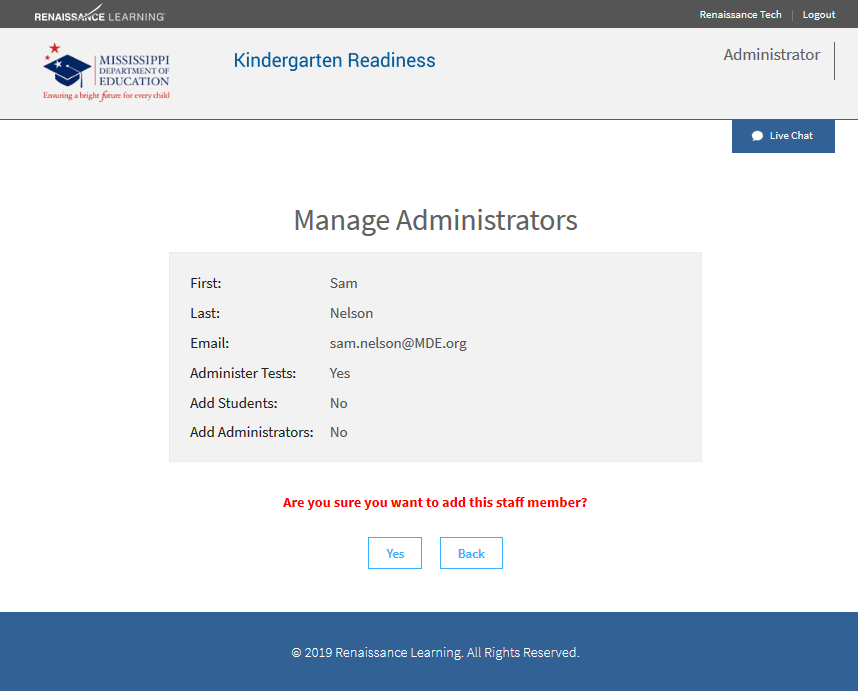 RENAISSANCE LEARNING
Renaissance Tech | Logout
MISSISSIPPI
DEPARTMENT OF
EDUCATION
Ensuring a bright future for every child
Kindergarten Readiness
Administrator
Live Chat
Manage Administrators
First: Sam
Last: Nelson
Email: sam.nelson@MDE.org
Administer Tests: Yes
Add Students: No
Add Administrators: No
Are you sure you want to add this staff member?
Yes Back
© 2019 Renaissance Learning. All Rights Reserved.